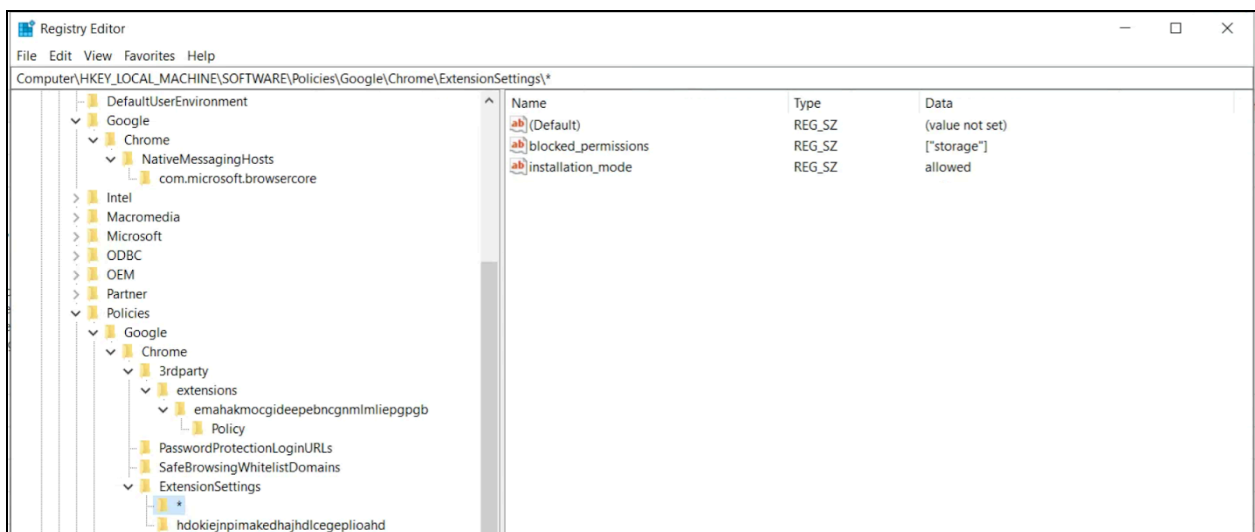 Registry Editor
File Edit View Favorites Help
Computer\HKEY_LOCAL_MACHINE\SOFTWARE\Policies\Google\Chrome\ExtensionSettings\*
DefaultUserEnvironment
Google
Chrome
NativeMessagingHosts
com.microsoft.browsercore
Intel
Macromedia
Microsoft
ODBC
OEM
Partner
Policies
Google
Chrome
3rdparty
extensions
emahakmocgideepebncgnmlmliepgpgb
Policy
PasswordProtectionLoginURLs
SafeBrowsingWhitelistDomains
ExtensionSettings
*
hdokiejnpimakedhajhdlcegeplioahd
Name Type Data
(Default) REG_SZ (value not set)
blocked_permissions REG_SZ ["storage"]
installation_mode REG_SZ allowed